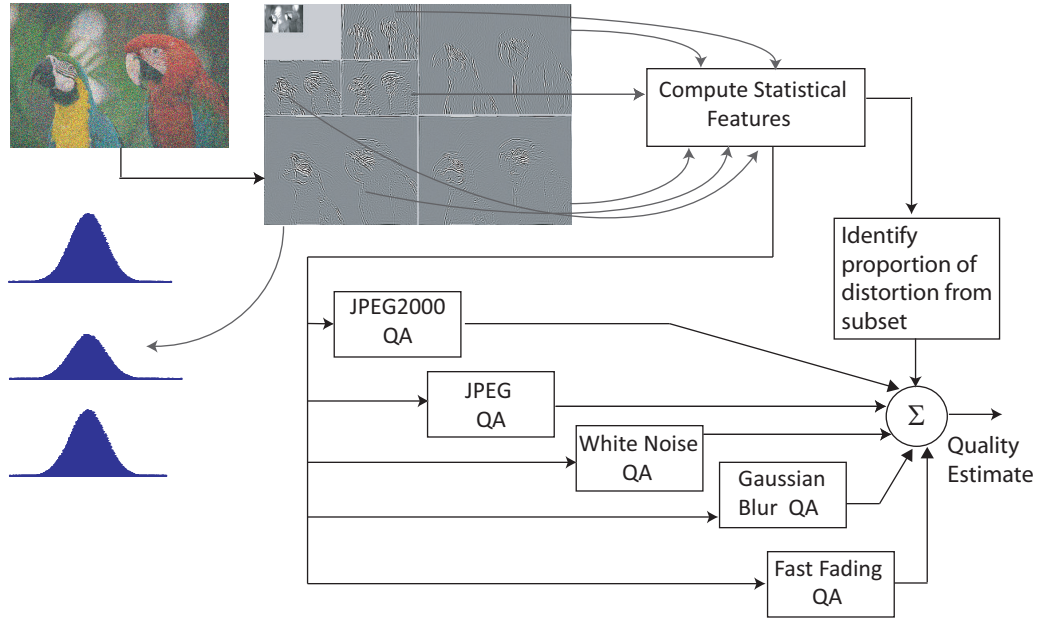 Compute Statistical
Features
Identify
proportion of
distortion from
subset
JPEG2000
QA
JPEG
QA
White Noise
QA
Gaussian
Blur QA
Fast Fading
QA
Σ
Quality
Estimate